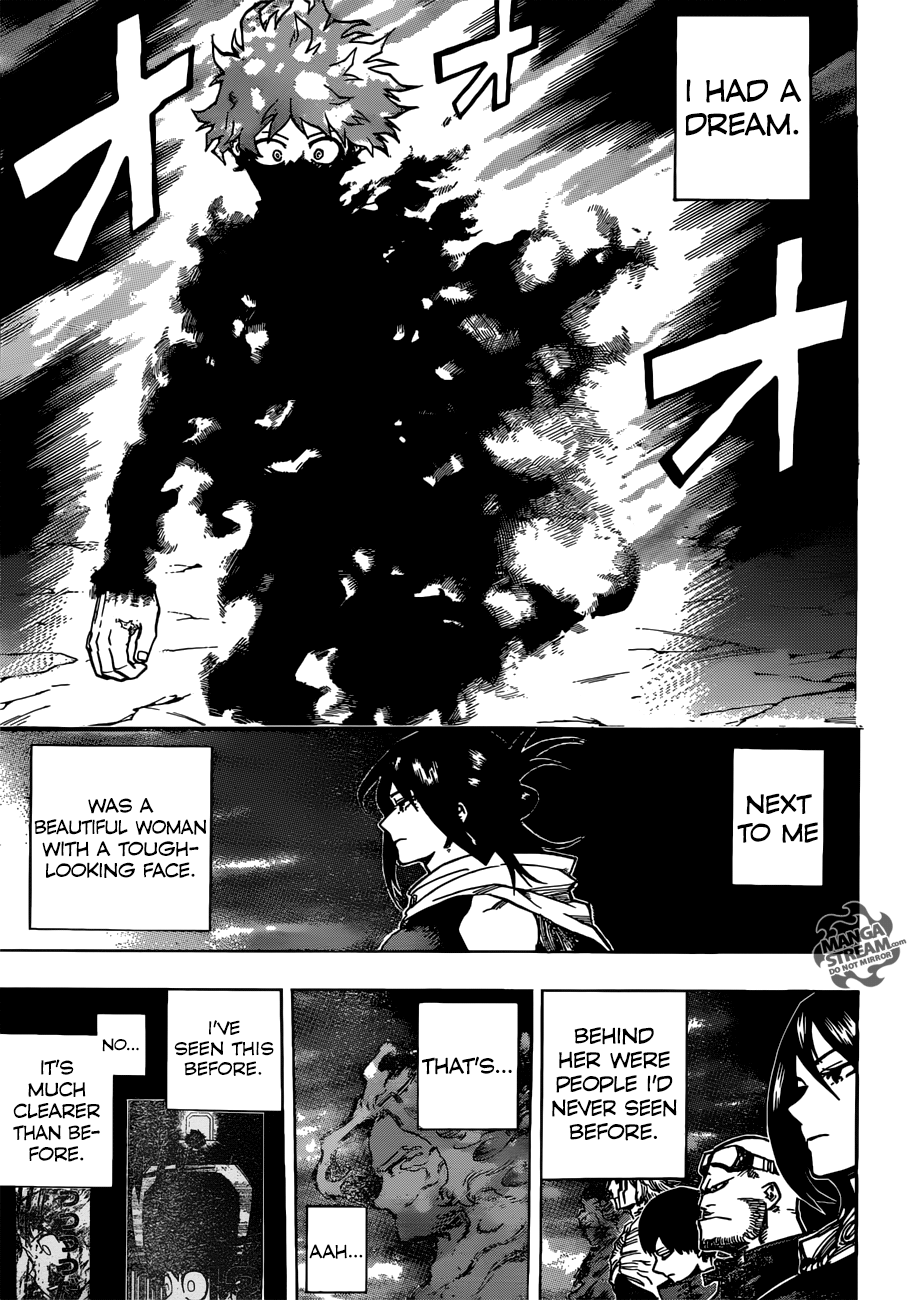 I HAD A
DREAM.
オ
オ
オ
NEXT
TO ME
WAS A
BEAUTIFUL WOMAN
WITH A TOUGH-
LOOKING FACE.
MANGA
STREAM.com
DO NOT MIRROR
BEHIND
HER WERE
PEOPLE I'D
NEVER SEEN
BEFORE.
THAT'S...
AAH...
I'VE
SEEN THIS
BEFORE.
NO...
IT'S
MUCH
CLEARER
THAN BE-
FORE.